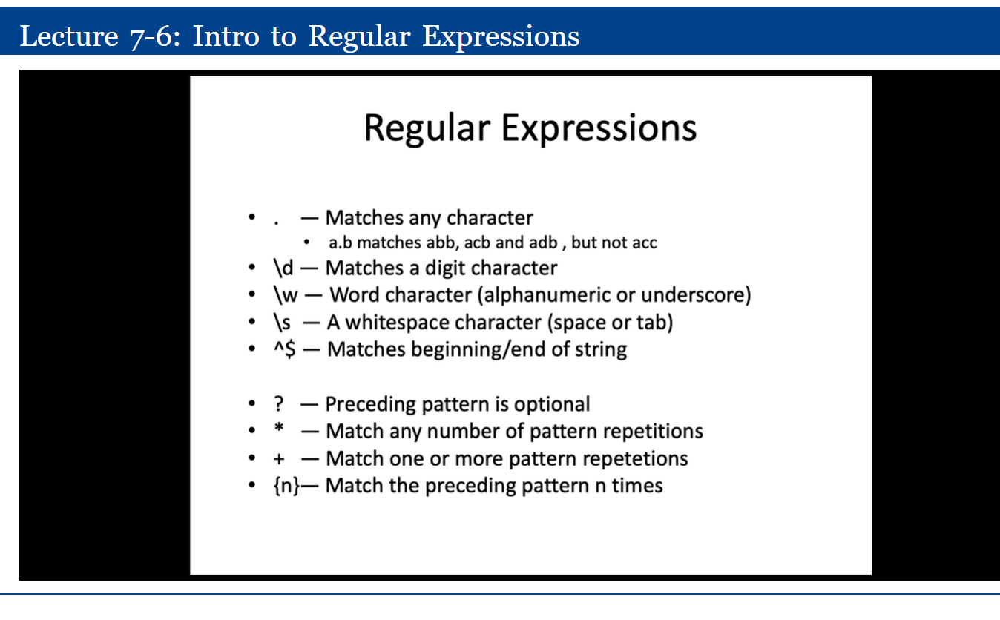 Lecture 7-6: Intro to Regular Expressions
Regular Expressions
• . — Matches any character
• a.b matches abb, acb and adb , but not acc
• \d — Matches a digit character
• \w — Word character (alphanumeric or underscore)
• \s — A whitespace character (space or tab)
• ^$ — Matches beginning/end of string
• ? — Preceding pattern is optional
• * — Match any number of pattern repetitions
• + — Match one or more pattern repetetions
• {n}— Match the preceding pattern n times